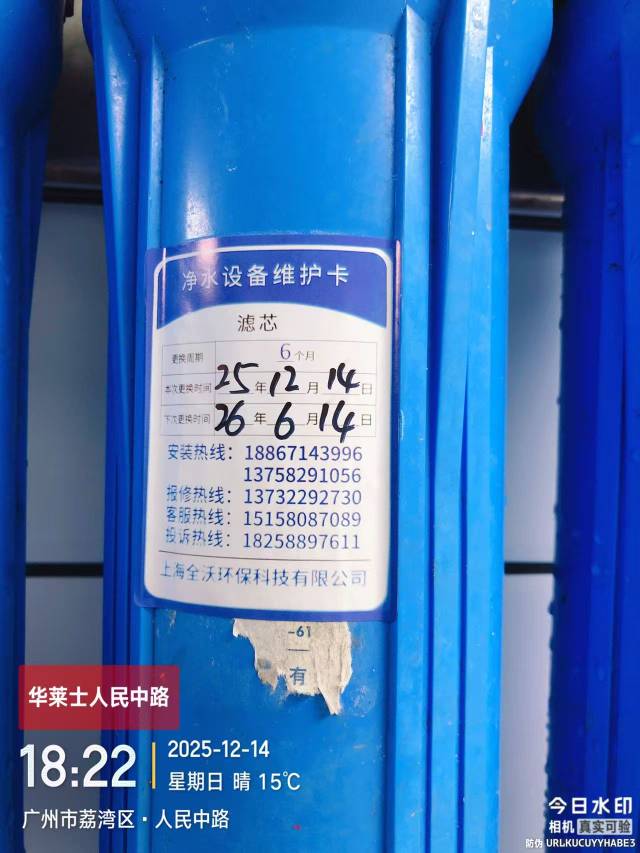 净水设备维护卡
滤芯
更换周期 6个月
本次更换时间 25年12月14日
下次更换时间 26年6月14日
安装热线：18867143996
13758291056
报修热线：13732292730
客服热线：15158087089
投诉热线：18258897611
上海全沃环保科技有限公司
-61
有
华莱士人民中路
18:22
2025-12-14
星期日 晴 15℃
广州市荔湾区·人民中路
今日水印
相机 真实可验
防伪 URLKUCUYYHABE3